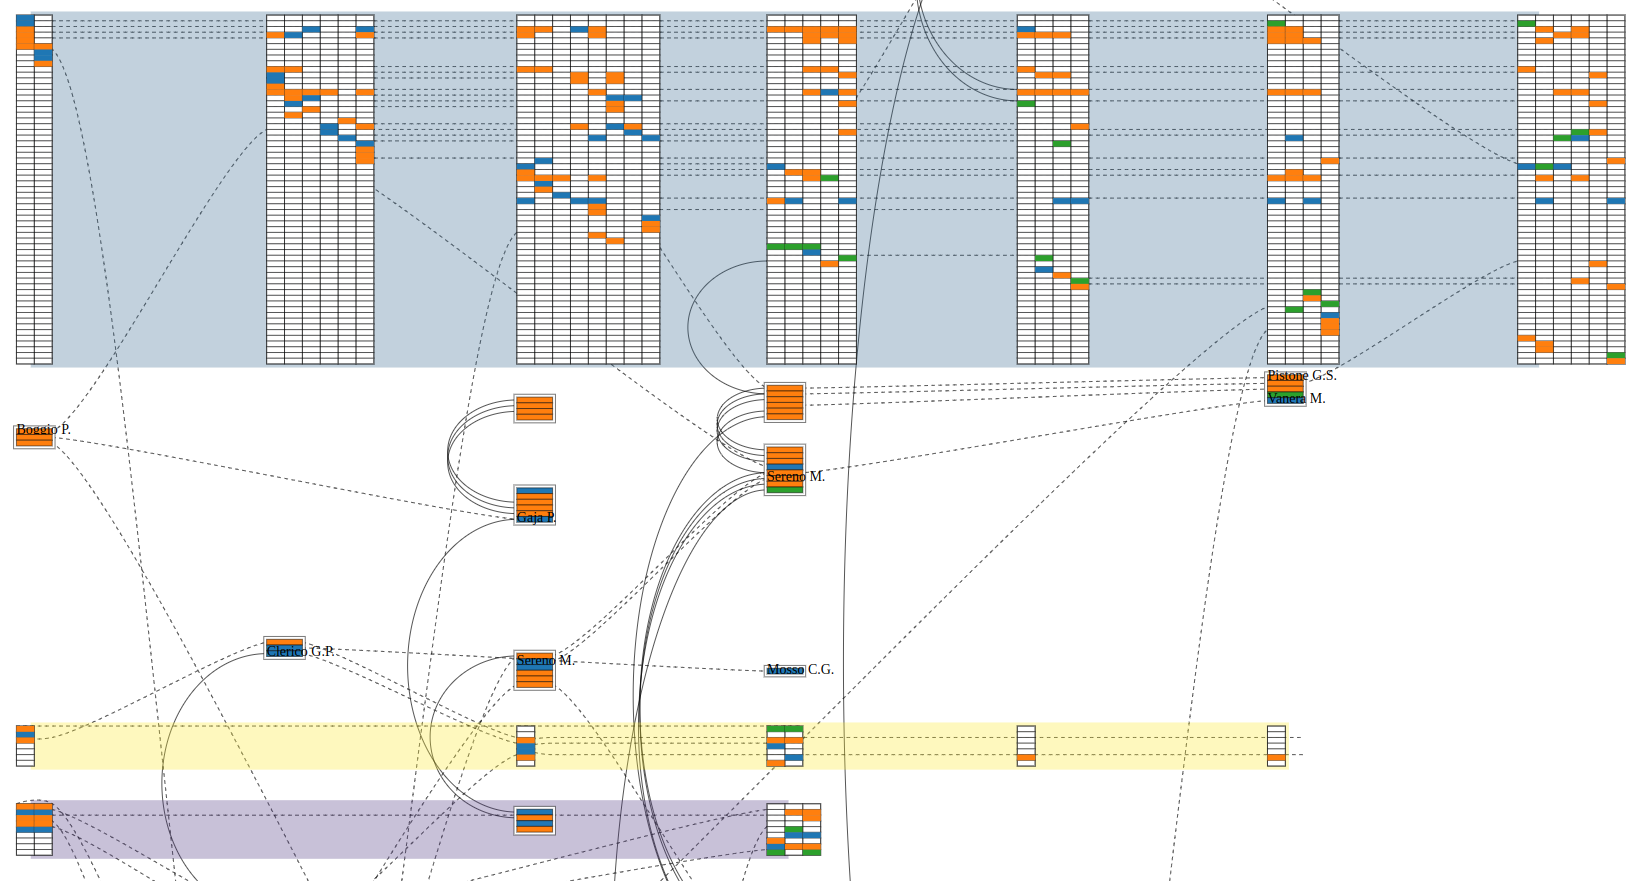 Pistone G.S.
Vanera M.
Boggio P.
Sereno M.
Gaja P.
Clerico G.P.
Sereno M.
Mosso C.G.